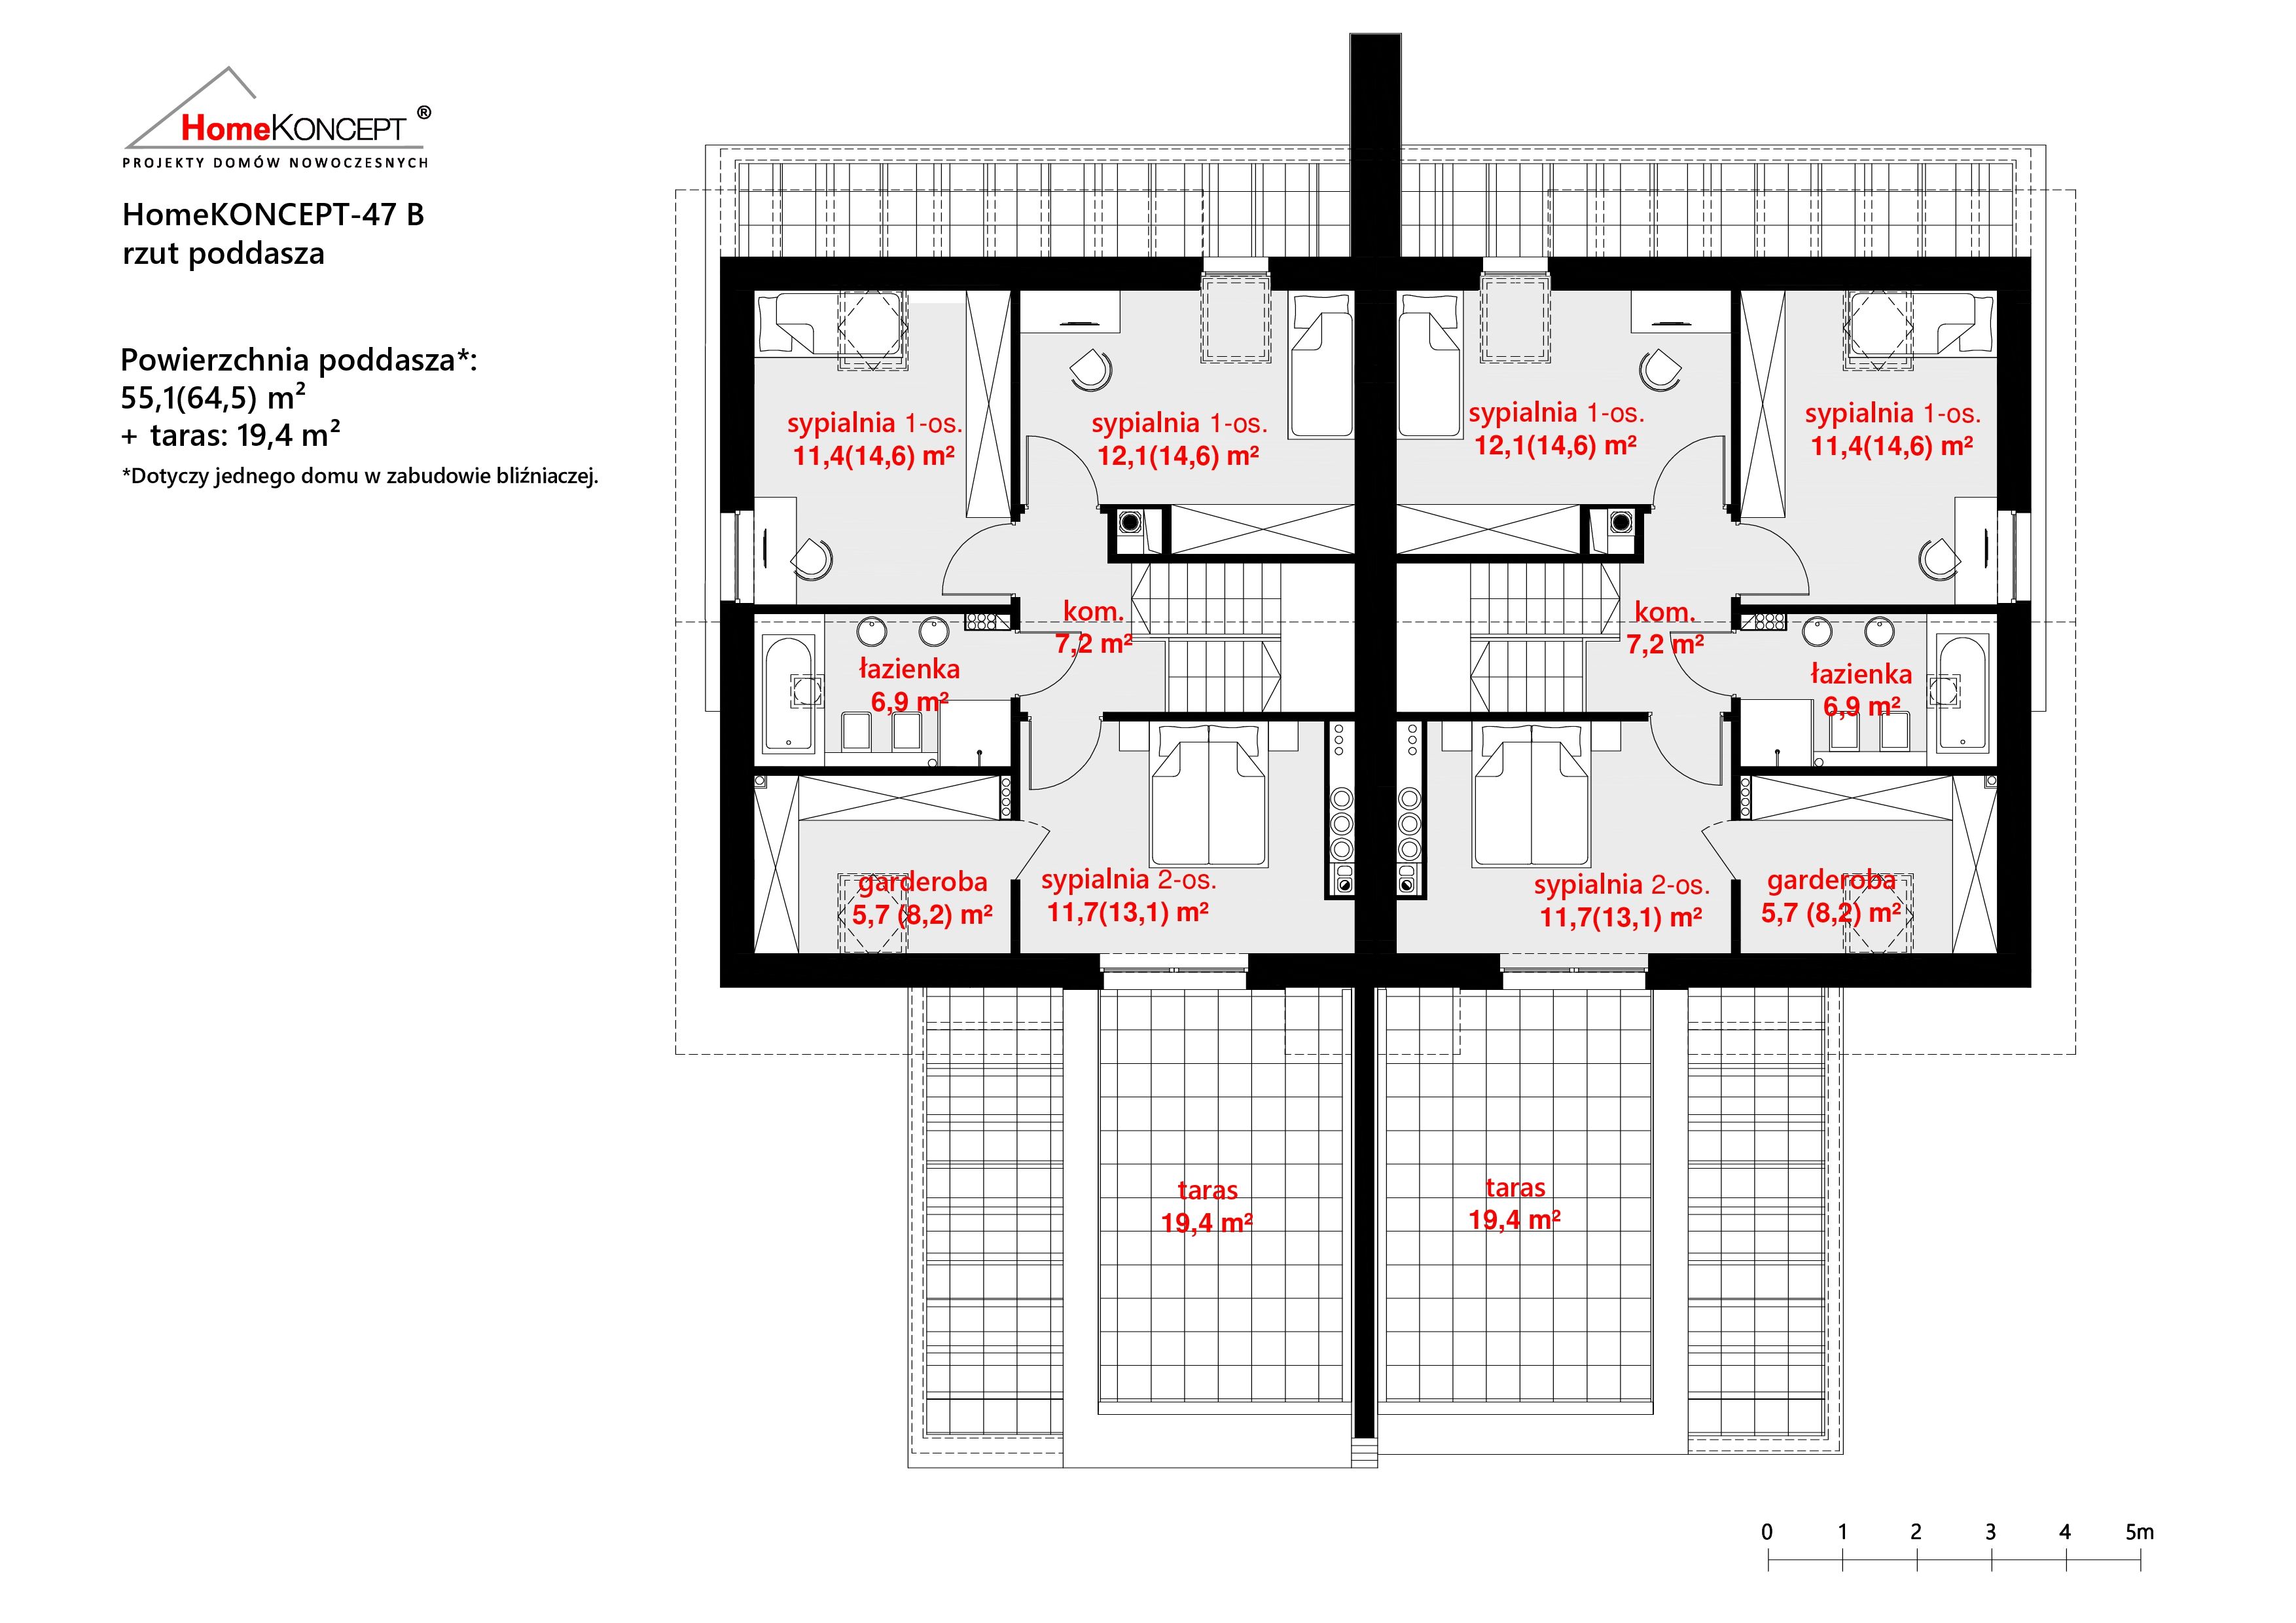 HomeKONCEPT ®
PROJEKTY DOMÓW NOWOCZESNYCH
HomeKONCEPT-47 B
rzut poddasza
Powierzchnia poddasza*:
55,1(64,5) m²
+ taras: 19,4 m²
*Dotyczy jednego domu w zabudowie bliźniaczej.
sypialnia 1-os.
11,4(14,6) m²
sypialnia 1-os.
12,1(14,6) m²
sypialnia 1-os.
12,1(14,6) m²
sypialnia 1-os.
11,4(14,6) m²
kom.
7,2 m²
kom.
7,2 m²
łazienka
6,9 m²
łazienka
6,9 m²
garderoba
5,7 (8,2) m²
sypialnia 2-os.
11,7(13,1) m²
sypialnia 2-os.
11,7(13,1) m²
garderoba
5,7 (8,2) m²
taras
19,4 m²
taras
19,4 m²
0 1 2 3 4 5m